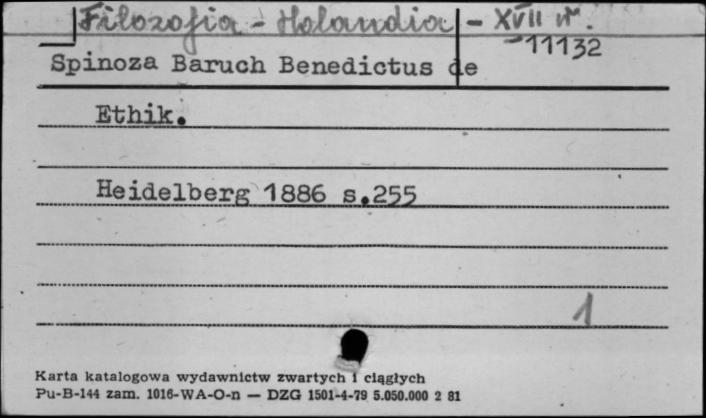 Filozofia - Holandia - XVII w.
11132
Spinoza Baruch Benedictus de
Ethik.
Heidelberg 1886 s.255
1
Karta katalogowa wydawnictw zwartych i ciągłych
Pu-B-144 zam. 1016-WA-O-n — DZG 1501-4-79 5.050.000 2 81